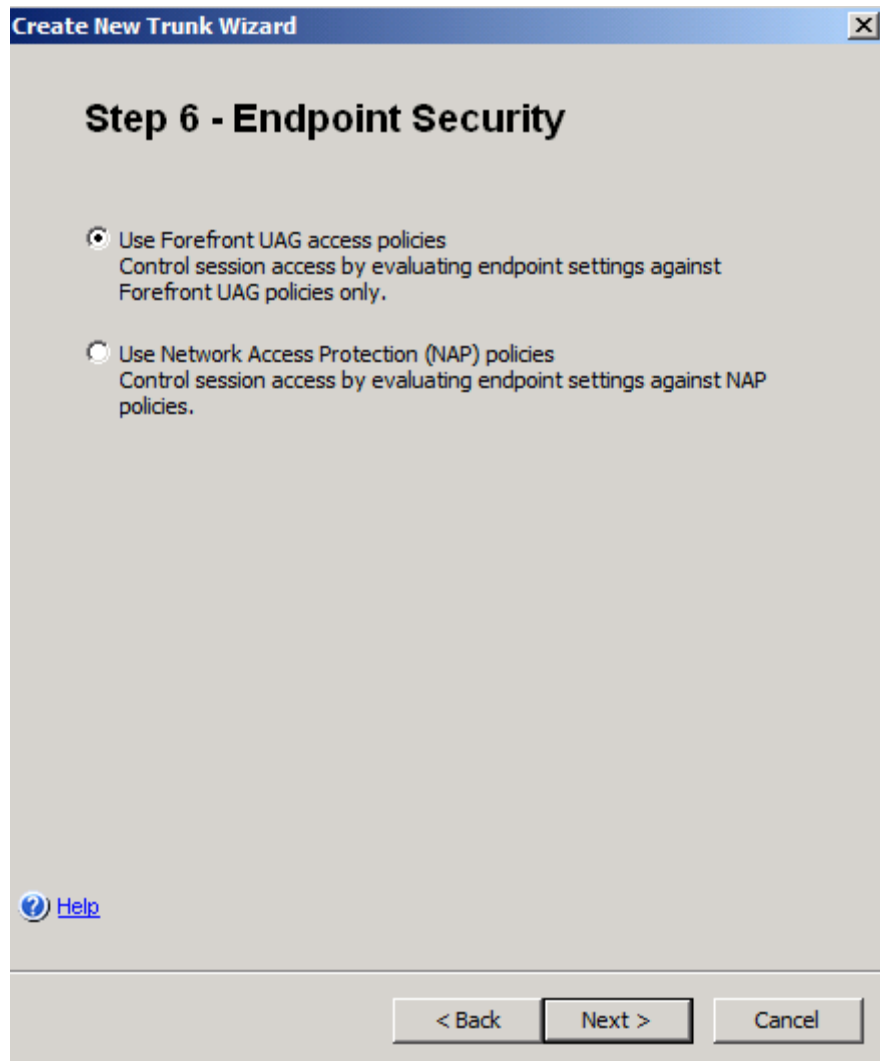 Create New Trunk Wizard
Step 6 - Endpoint Security
Use Forefront UAG access policies
Control session access by evaluating endpoint settings against
Forefront UAG policies only.
Use Network Access Protection (NAP) policies
Control session access by evaluating endpoint settings against NAP
policies.
Help
< Back Next > Cancel